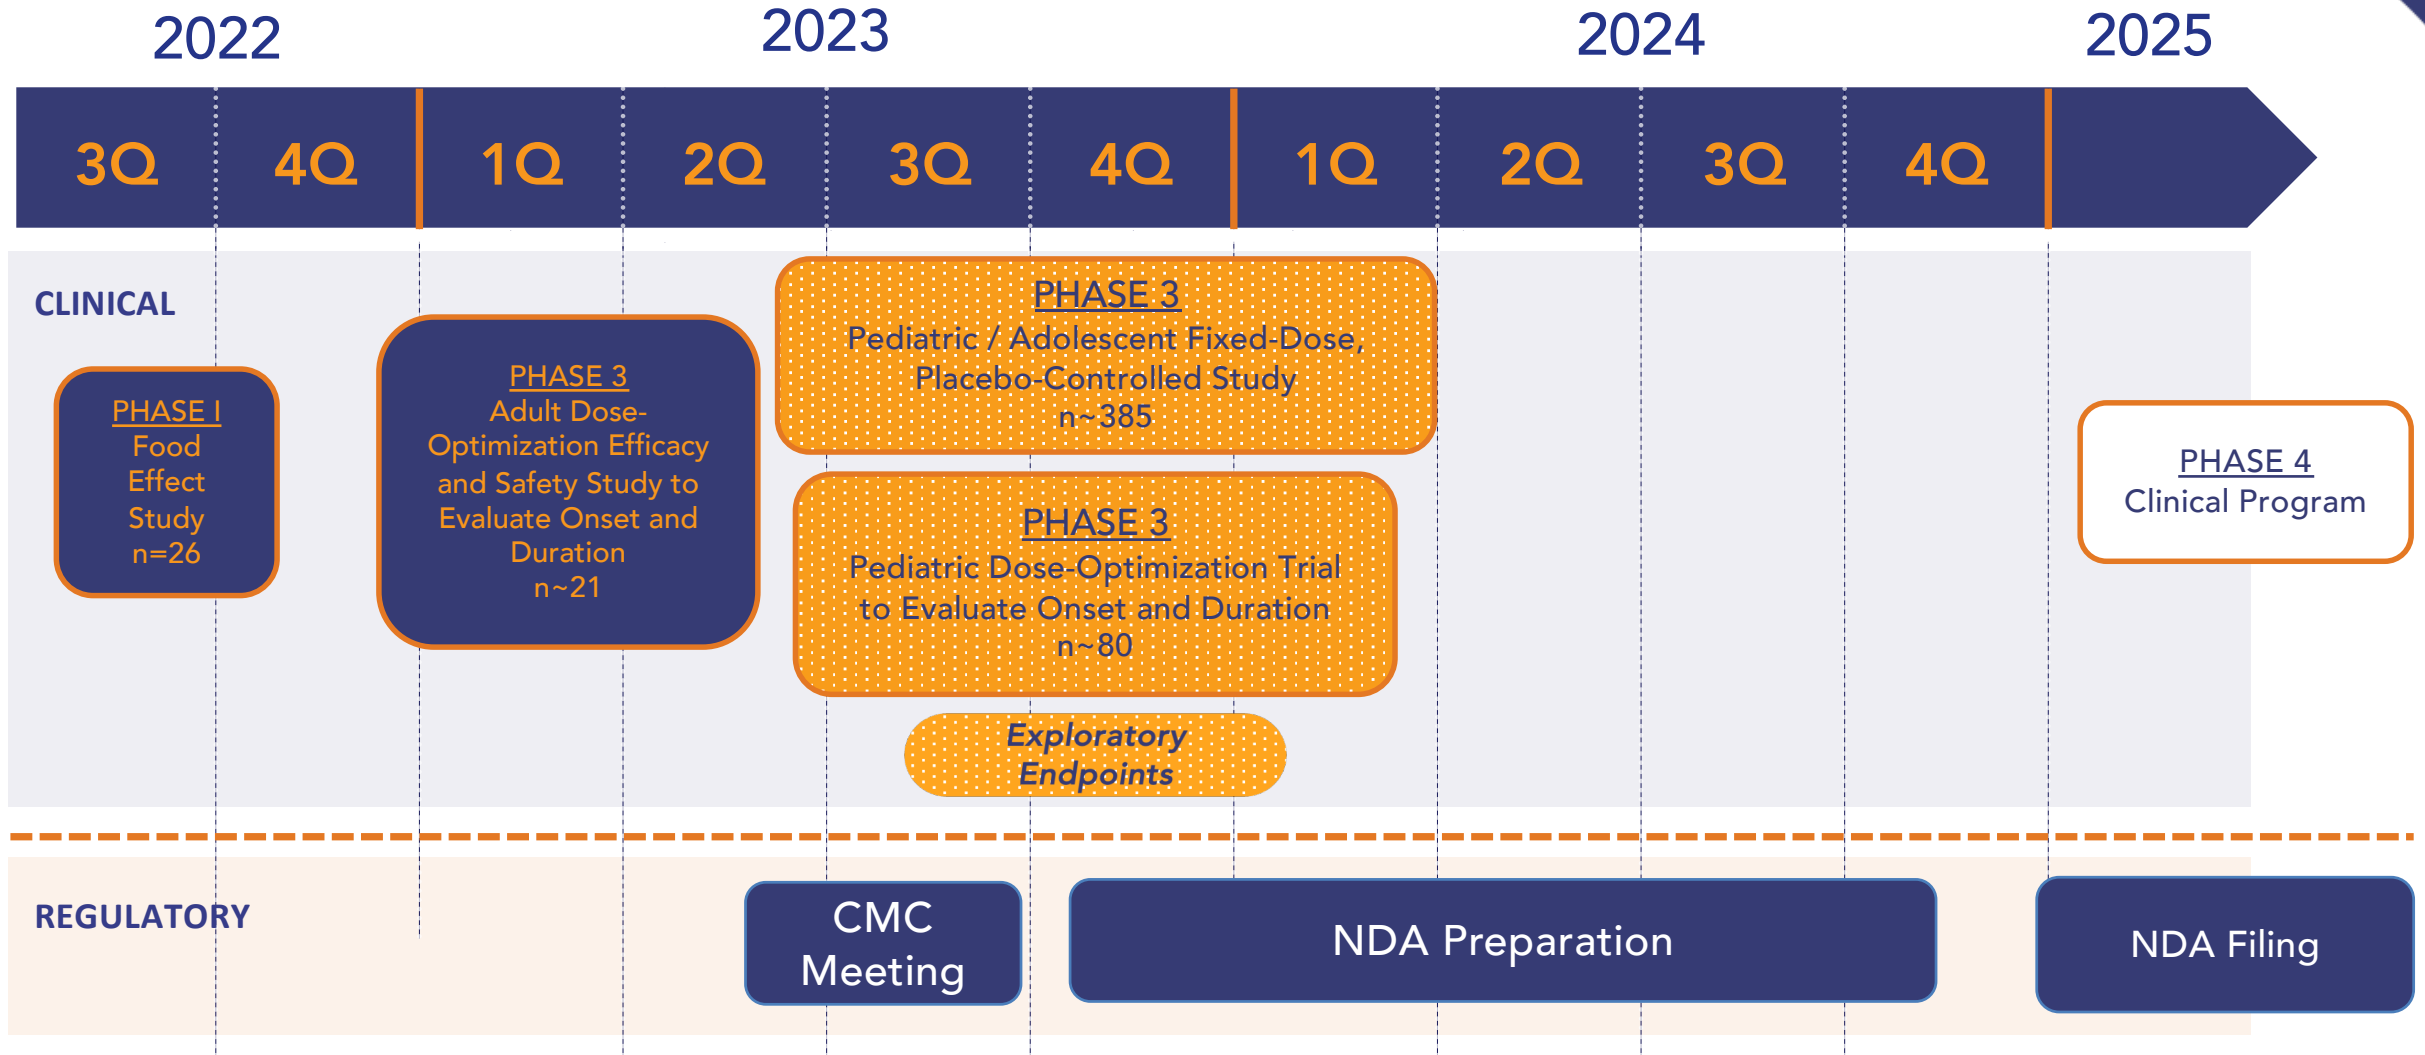 2022
2023
2024
2025
3Q
4Q
1Q
2Q
3Q
4Q
1Q
2Q
3Q
4Q
CLINICAL
PHASE I
Food
Effect
Study
n=26
PHASE 3
Adult Dose-
Optimization Efficacy
and Safety Study to
Evaluate Onset and
Duration
n~21
PHASE 3
Pediatric / Adolescent Fixed-Dose,
Placebo-Controlled Study
n~385
PHASE 3
Pediatric Dose-Optimization Trial
to Evaluate Onset and Duration
n~80
Exploratory
Endpoints
PHASE 4
Clinical Program
REGULATORY
CMC
Meeting
NDA Preparation
NDA Filing